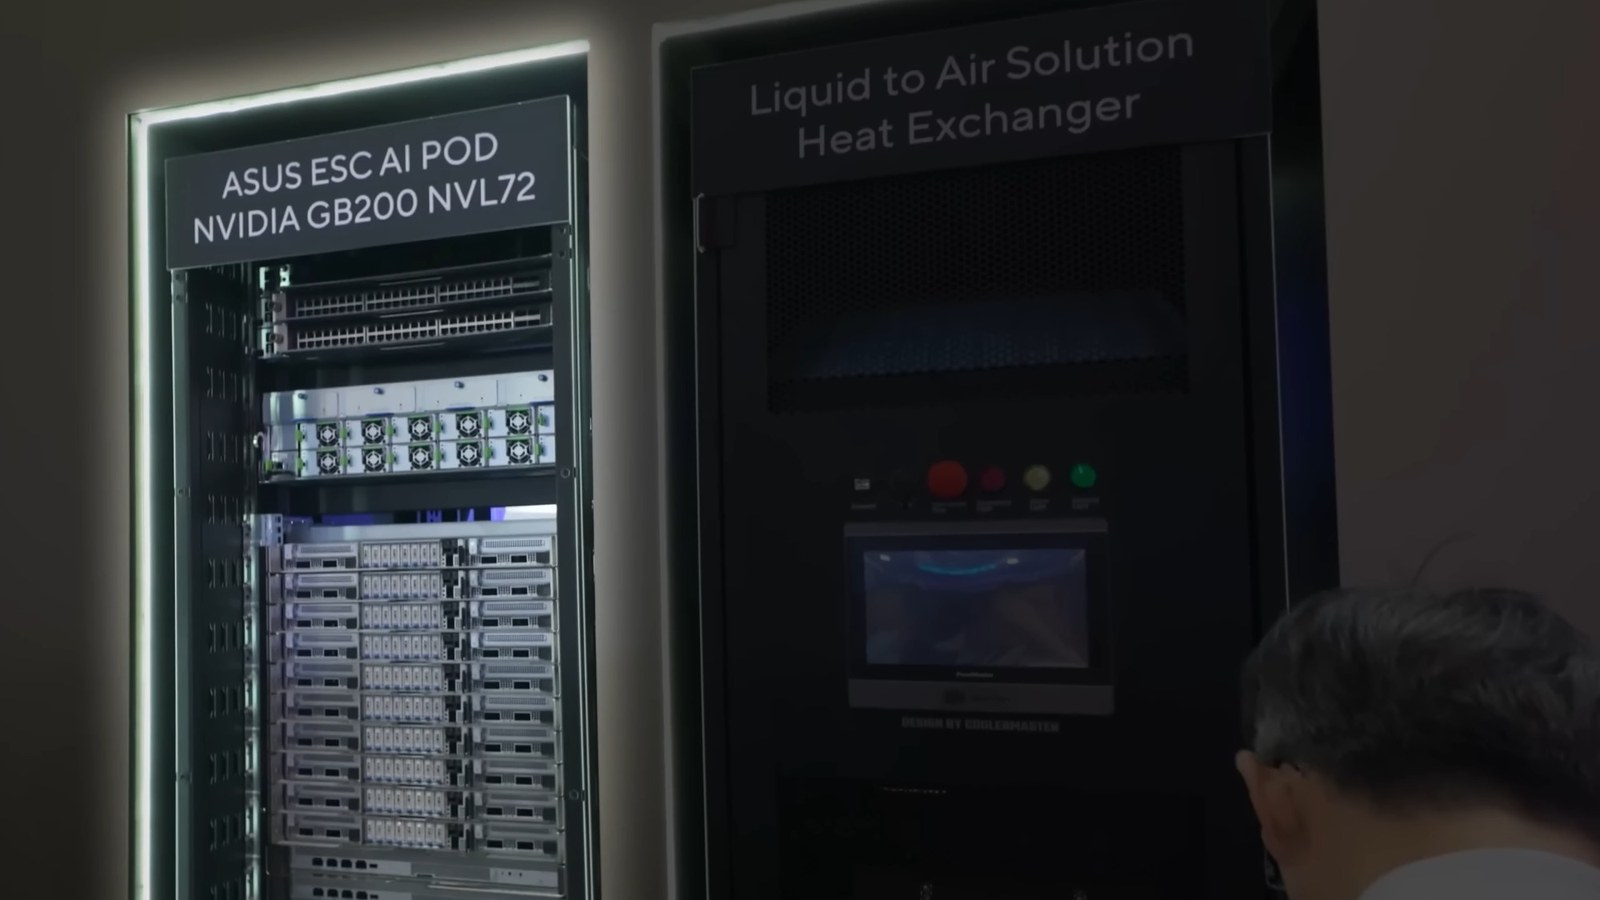 ASUS ESC AI POD
NVIDIA GB200 NVL72
Liquid to Air Solution
Heat Exchanger
DESIGN BY COOLERMASTER